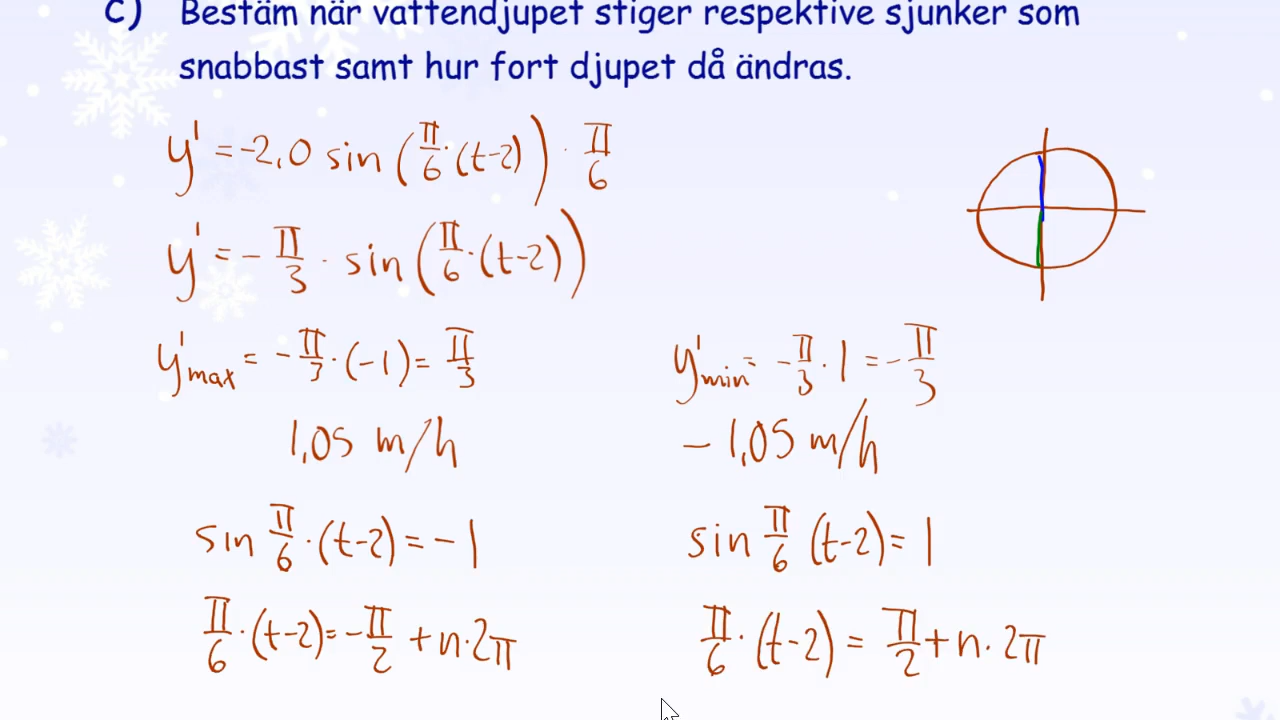 c) Bestäm när vattendjupet stiger respektive sjunker som
snabbast samt hur fort djupet då ändras.
y' = -2,0 sin (π/6 · (t-2)) · π/6
y' = - π/3 · sin (π/6 · (t-2))
y'max = - π/3 · (-1) = π/3
1,05 m/h
sin π/6 · (t-2) = -1
π/6 · (t-2) = - π/2 + n·2π
y'min = - π/3 · 1 = - π/3
- 1,05 m/h
sin π/6 (t-2) = 1
π/6 · (t-2) = π/2 + n· 2π